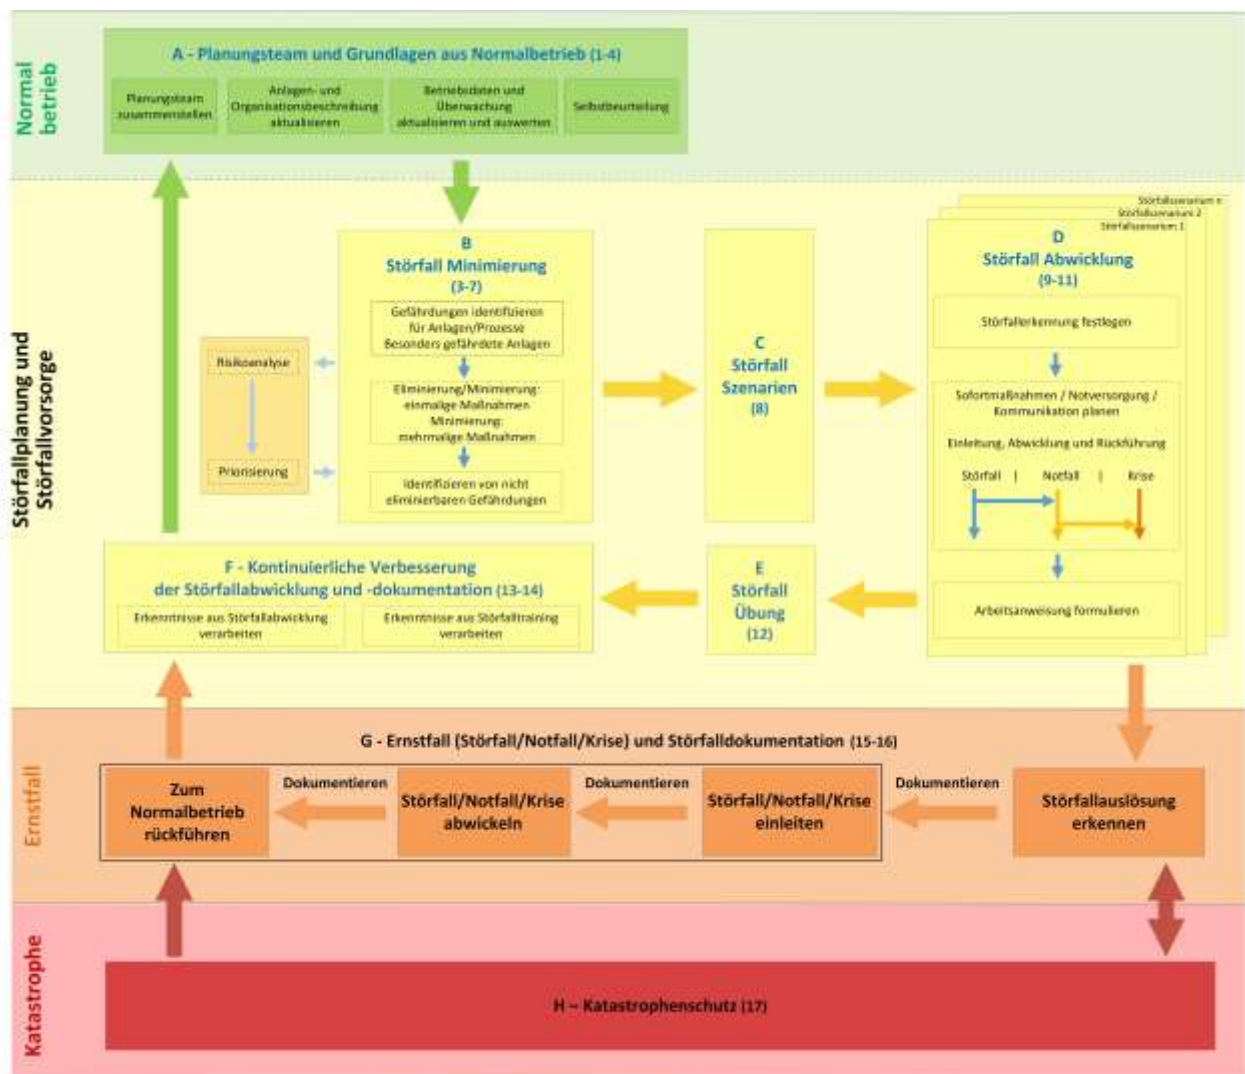 Normal
betrieb
A - Planungsteam und Grundlagen aus Normalbetrieb (1-4)
Planungsteam
zusammenstellen
Anlagen- und
Organisationsbeschreibung
aktualisieren
Betriebsdaten und
Überwachung
aktualisieren und auswerten
Selbstbeurteilung
Störfallplanung und
Störfallvorsorge
B
Störfall Minimierung
(3-7)
Gefährdungen identifizieren
für Anlagen/Prozesse
Besonders gefährdete Anlagen
Eliminierung/Minimierung:
einmalige Maßnahmen
Minimierung:
mehrmalige Maßnahmen
Identifizieren von nicht
eliminierbaren Gefährdungen
Risikoanalyse
Priorisierung
C
Störfall
Szenarien
(8)
Störfallszenarium n
Störfallszenarium 2
Störfallszenarium 1
D
Störfall Abwicklung
(9-11)
Störfallerkennung festlegen
Sofortmaßnahmen / Notversorgung /
Kommunikation planen
Einleitung, Abwicklung und Rückführung
Störfall | Notfall | Krise
Arbeitsanweisung formulieren
E
Störfall
Übung
(12)
F - Kontinuierliche Verbesserung
der Störfallabwicklung und -dokumentation (13-14)
Erkenntnisse aus Störfallabwicklung
verarbeiten
Erkenntnisse aus Störfalltraining
verarbeiten
Ernstfall
G - Ernstfall (Störfall/Notfall/Krise) und Störfalldokumentation (15-16)
Zum
Normalbetrieb
rückführen
Dokumentieren
Störfall/Notfall/Krise
abwickeln
Dokumentieren
Störfall/Notfall/Krise
einleiten
Dokumentieren
Störfallauslösung
erkennen
Katastrophe
H – Katastrophenschutz (17)